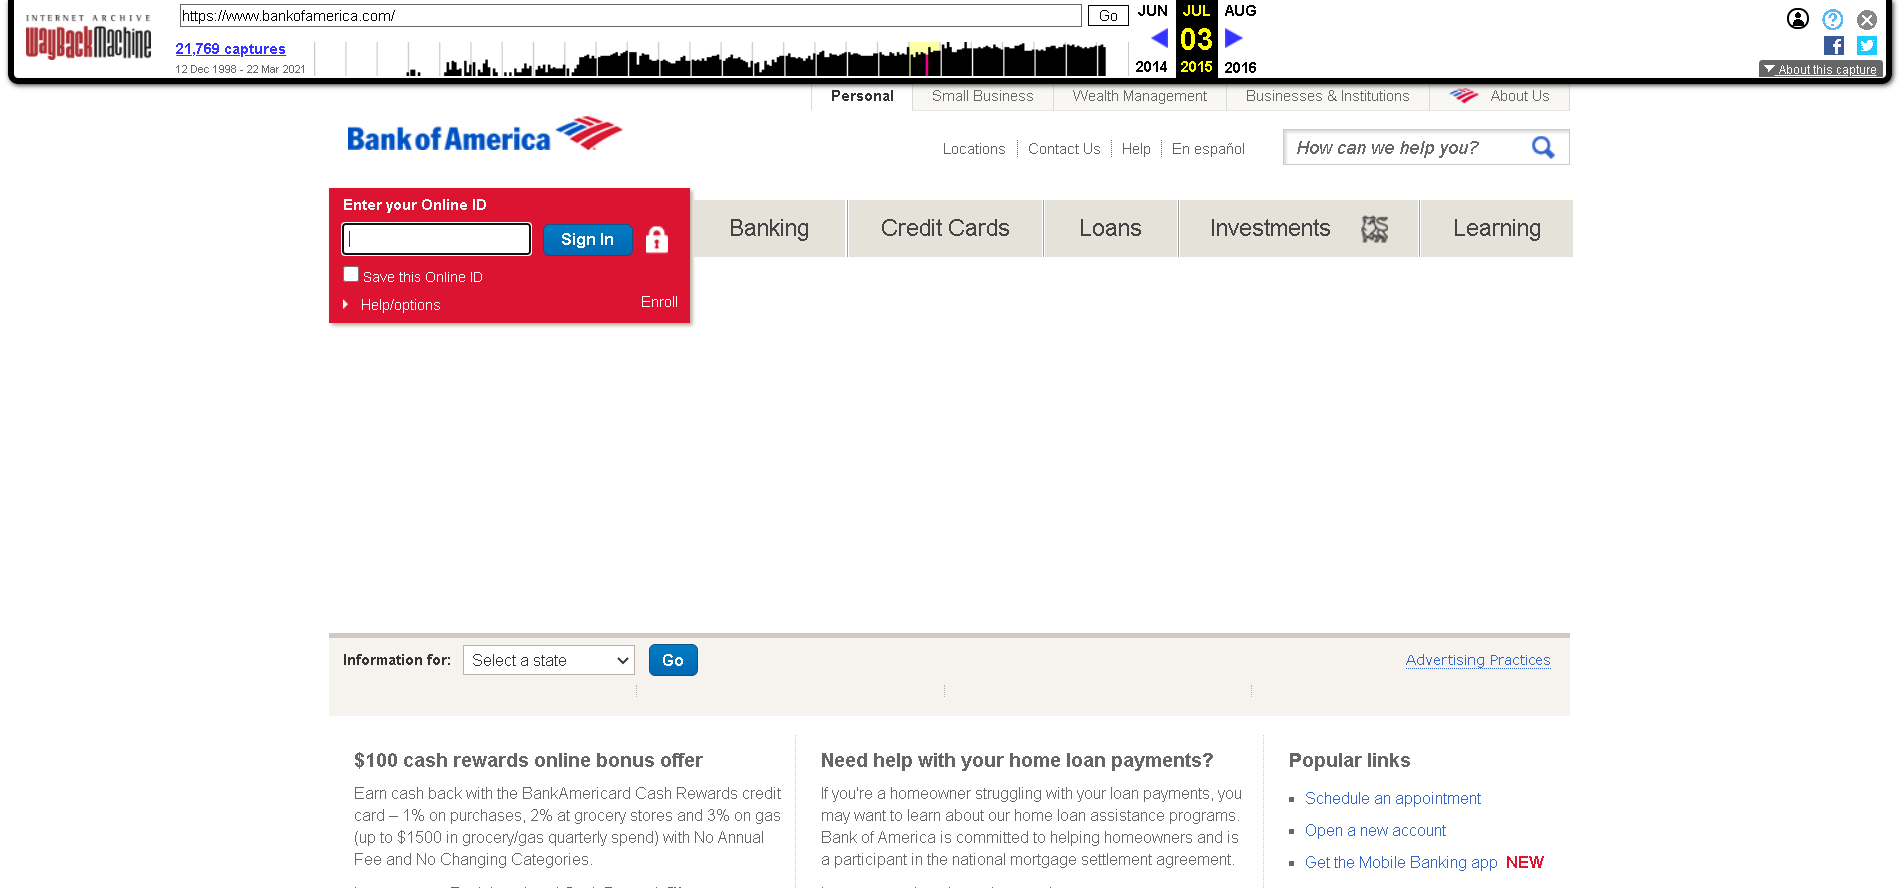 INTERNET ARCHIVE
WayBackMachine
https://www.bankofamerica.com/
Go
JUN JUL AUG
21,769 captures
03
12 Dec 1998 - 22 Mar 2021
2014 2015 2016
About this capture
Personal Small Business Wealth Management Businesses & Institutions About Us
Bank of America
Locations Contact Us Help En español
How can we help you?
Enter your Online ID
Sign In
Save this Online ID
Help/options
Enroll
Banking Credit Cards Loans Investments Learning
Information for: Select a state Go
Advertising Practices
$100 cash rewards online bonus offer
Earn cash back with the BankAmericard Cash Rewards credit
card – 1% on purchases, 2% at grocery stores and 3% on gas
(up to $1500 in grocery/gas quarterly spend) with No Annual
Fee and No Changing Categories.
Need help with your home loan payments?
If you're a homeowner struggling with your loan payments, you
may want to learn about our home loan assistance programs.
Bank of America is committed to helping homeowners and is
a participant in the national mortgage settlement agreement.
Popular links
Schedule an appointment
Open a new account
Get the Mobile Banking app NEW